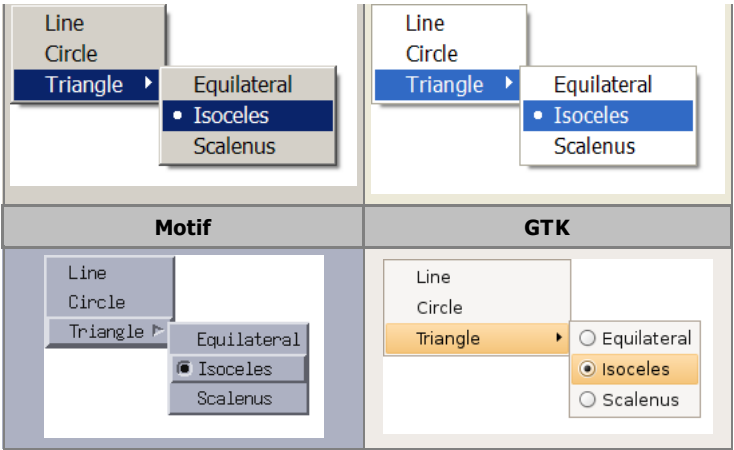 Line
Circle
Triangle
Equilateral
Isoceles
Scalenus
Line
Circle
Triangle
Equilateral
Isoceles
Scalenus
Motif
GTK
Line
Circle
Triangle
Equilateral
Isoceles
Scalenus
Line
Circle
Triangle
Equilateral
Isoceles
Scalenus